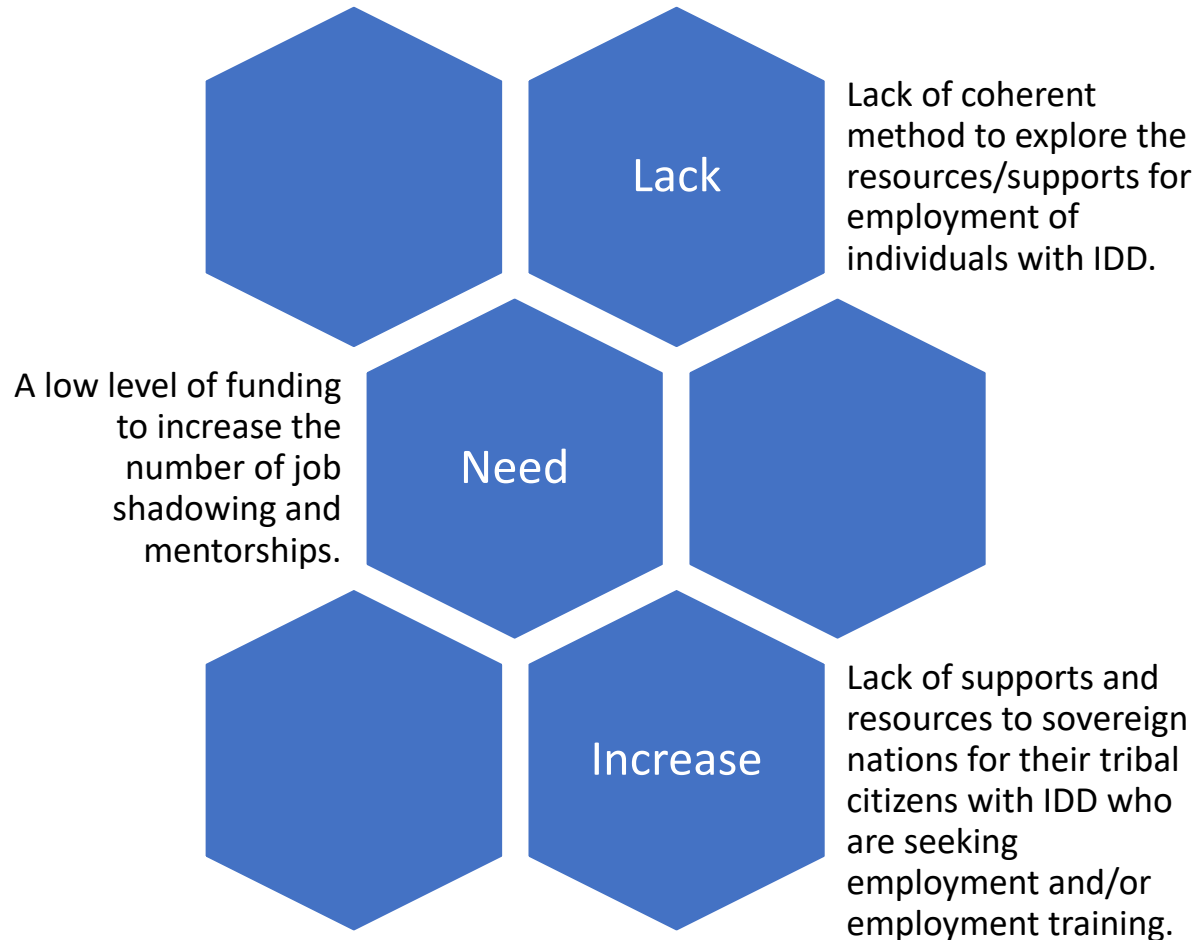 Lack
Lack of coherent
method to explore the
resources/supports for
employment of
individuals with IDD.
A low level of funding
to increase the
number of job
shadowing and
mentorships.
Need
Increase
Lack of supports and
resources to sovereign
nations for their tribal
citizens with IDD who
are seeking
employment and/or
employment training.